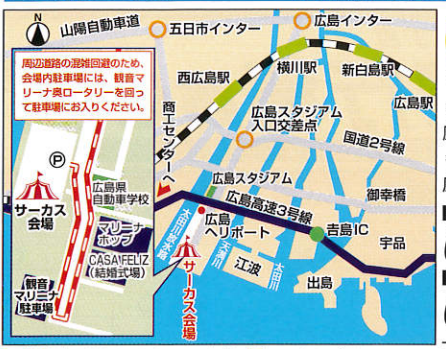 N
山陽自動車道
五日市インター
広島インター
周辺道路の混雑回避のため、
会場内駐車場には、観音マ
リーナ奥ロータリーを回っ
て駐車場にお入りください。
西広島駅
横川駅
新白島駅
広島駅
商工センターへ
広島スタジアム
入口交差点
国道2号線
P
広島県
自動車学校
サーカス
会場
マリーナ
ホップ
CASA FELIZ
(結婚式場)
観音
マリーナ
駐車場
広島スタジアム
御幸橋
広島高速3号線
太田川放水路
広島
ヘリポート
天満川
太田川
吉島IC
宇品
江波
出島
サーカス会場